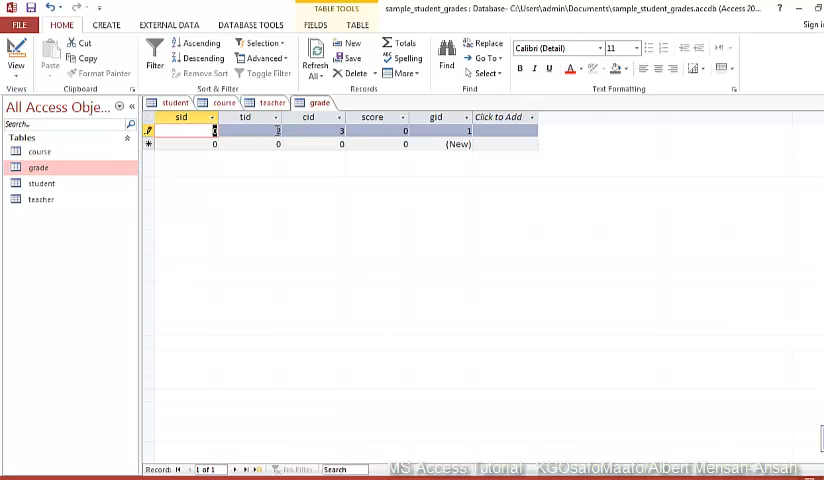 TABLE TOOLS
sample_student_grades : Database- C:\Users\admin\Documents\sample_student_grades.accdb (Access 20...
?
FILE
HOME
CREATE
EXTERNAL DATA
DATABASE TOOLS
FIELDS
TABLE
Sign in
View
Views
Paste
Cut
Copy
Format Painter
Clipboard
Filter
Ascending
Descending
Remove Sort
Selection
Advanced
Toggle Filter
Sort & Filter
Refresh
All
New
Save
Delete
Totals
Spelling
More
Records
Find
Replace
Go To
Select
Find
Calibri (Detail)
11
B I U A
Text Formatting
All Access Obje...
Search..
Tables
course
grade
student
teacher
student course teacher grade
sid tid cid score gid Click to Add
0 2 3 0 1
0 0 0 0 (New)
Record: 1 of 1 No Filter Search
MS Access Tutorial - KGOsafoMaafo/Albert Mensah-Ansah